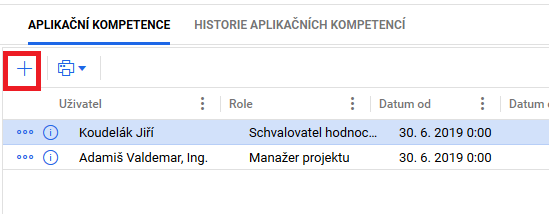 APLIKAČNÍ KOMPETENCE HISTORIE APLIKAČNÍCH KOMPETENCÍ
Uživatel Role Datum od Datum
Koudelák Jiří Schvalovatel hodnoc... 30. 6. 2019 0:00
Adamiš Valdemar, Ing. Manažer projektu 30. 6. 2019 0:00